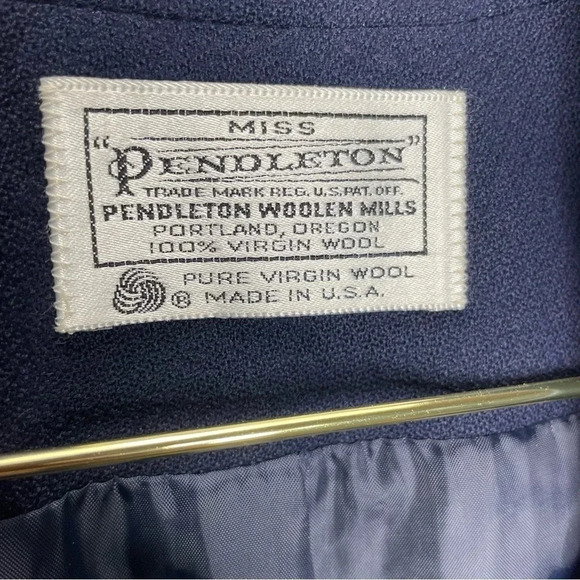 MISS
"PENDLETON"
TRADE MARK REG. U.S. PAT. OFF.
PENDLETON WOOLEN MILLS
PORTLAND, OREGON
100% VIRGIN WOOL
PURE VIRGIN WOOL
® MADE IN U.S.A.